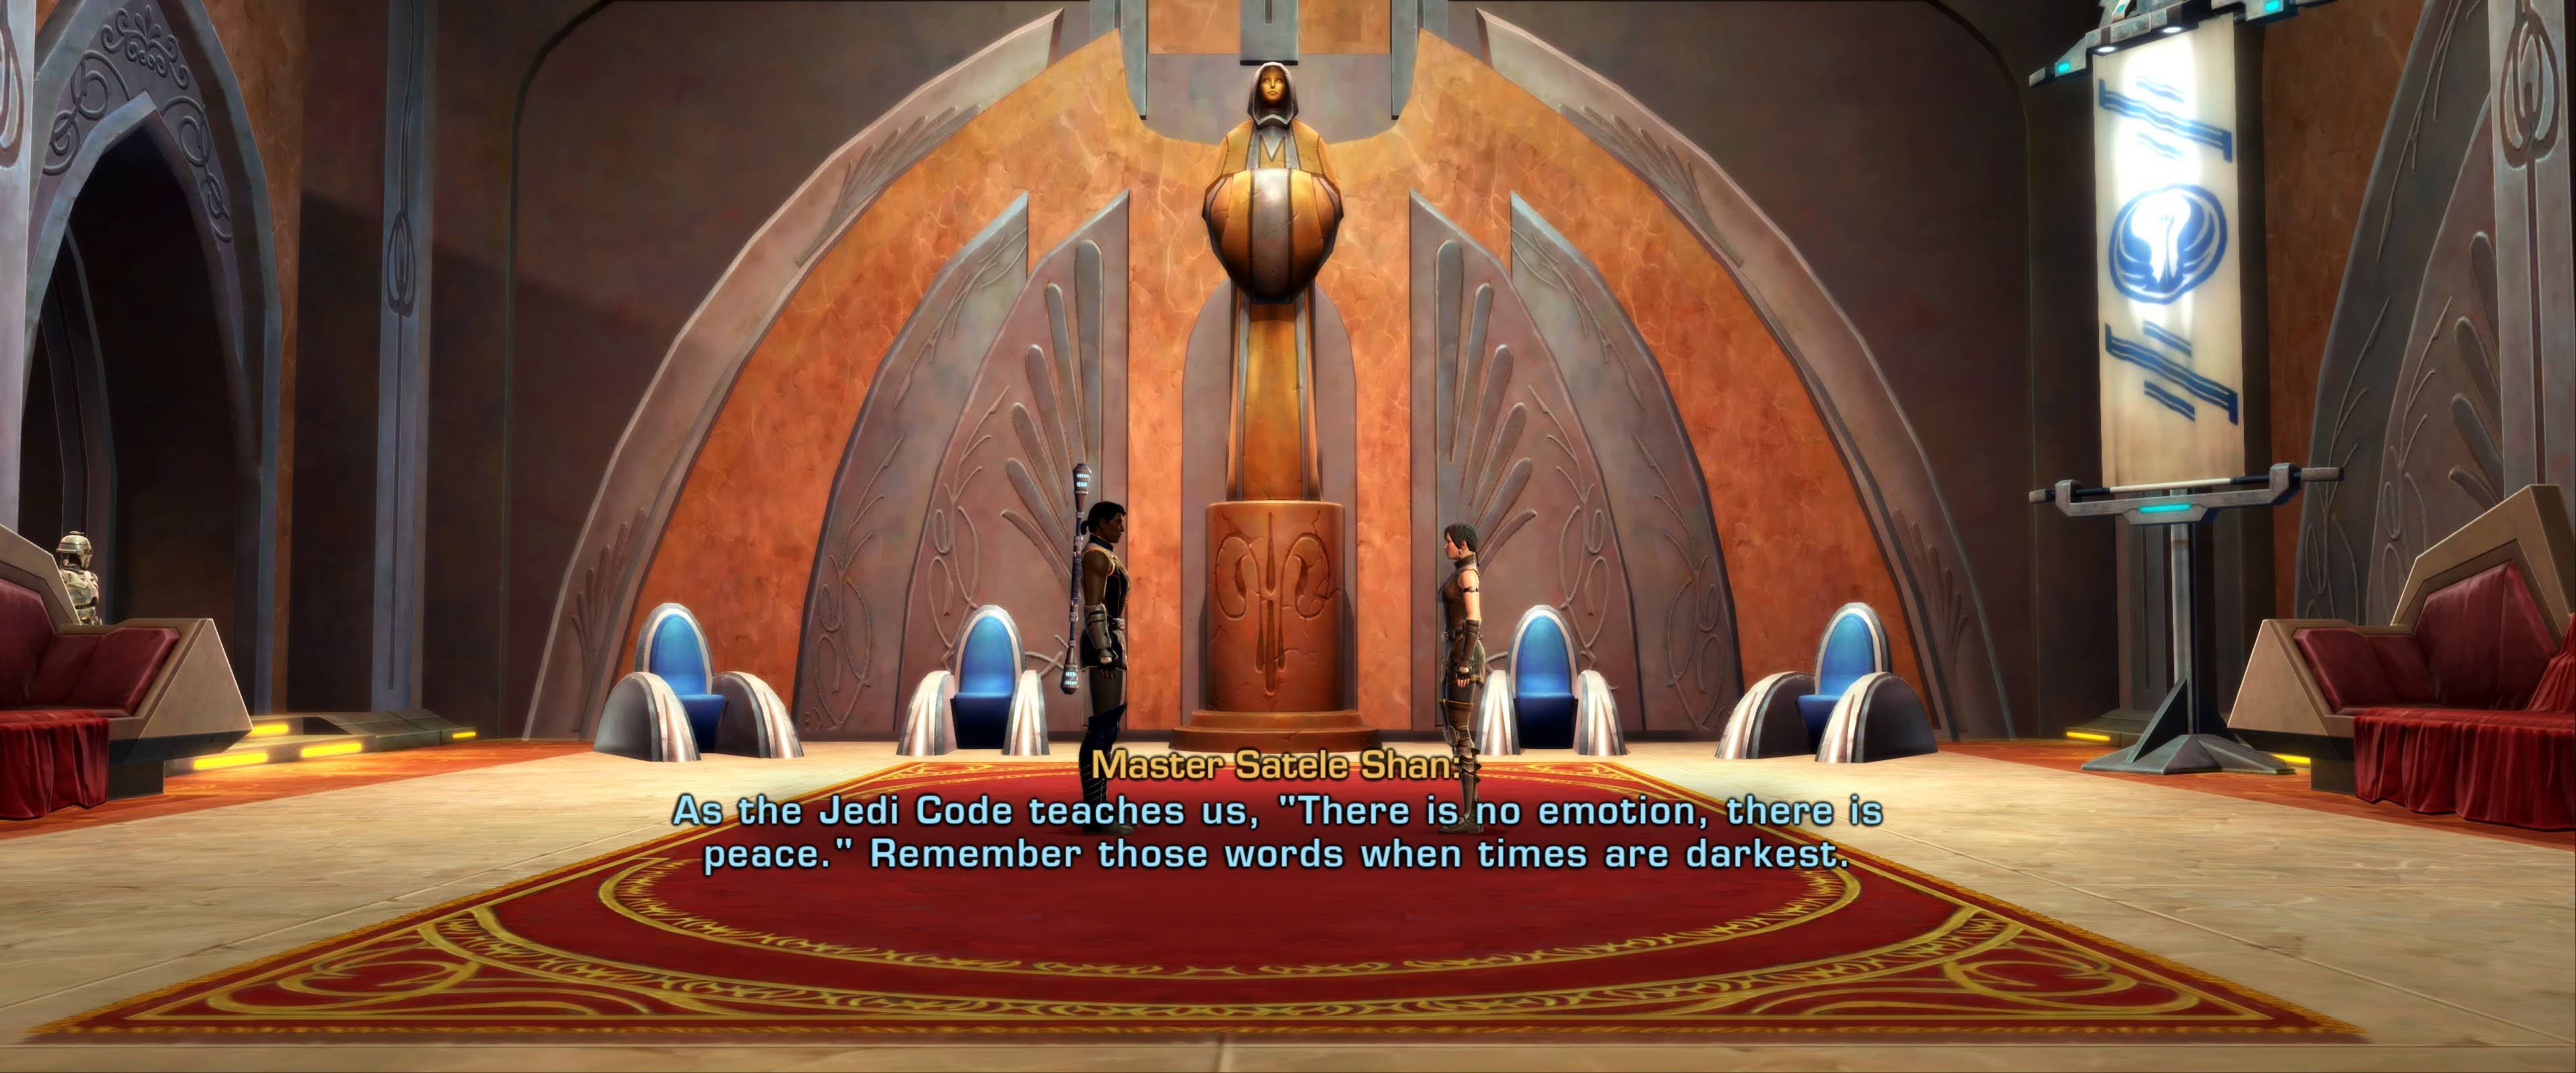 Master Satele Shan:
As the Jedi Code teaches us, "There is no emotion, there is
peace." Remember those words when times are darkest.